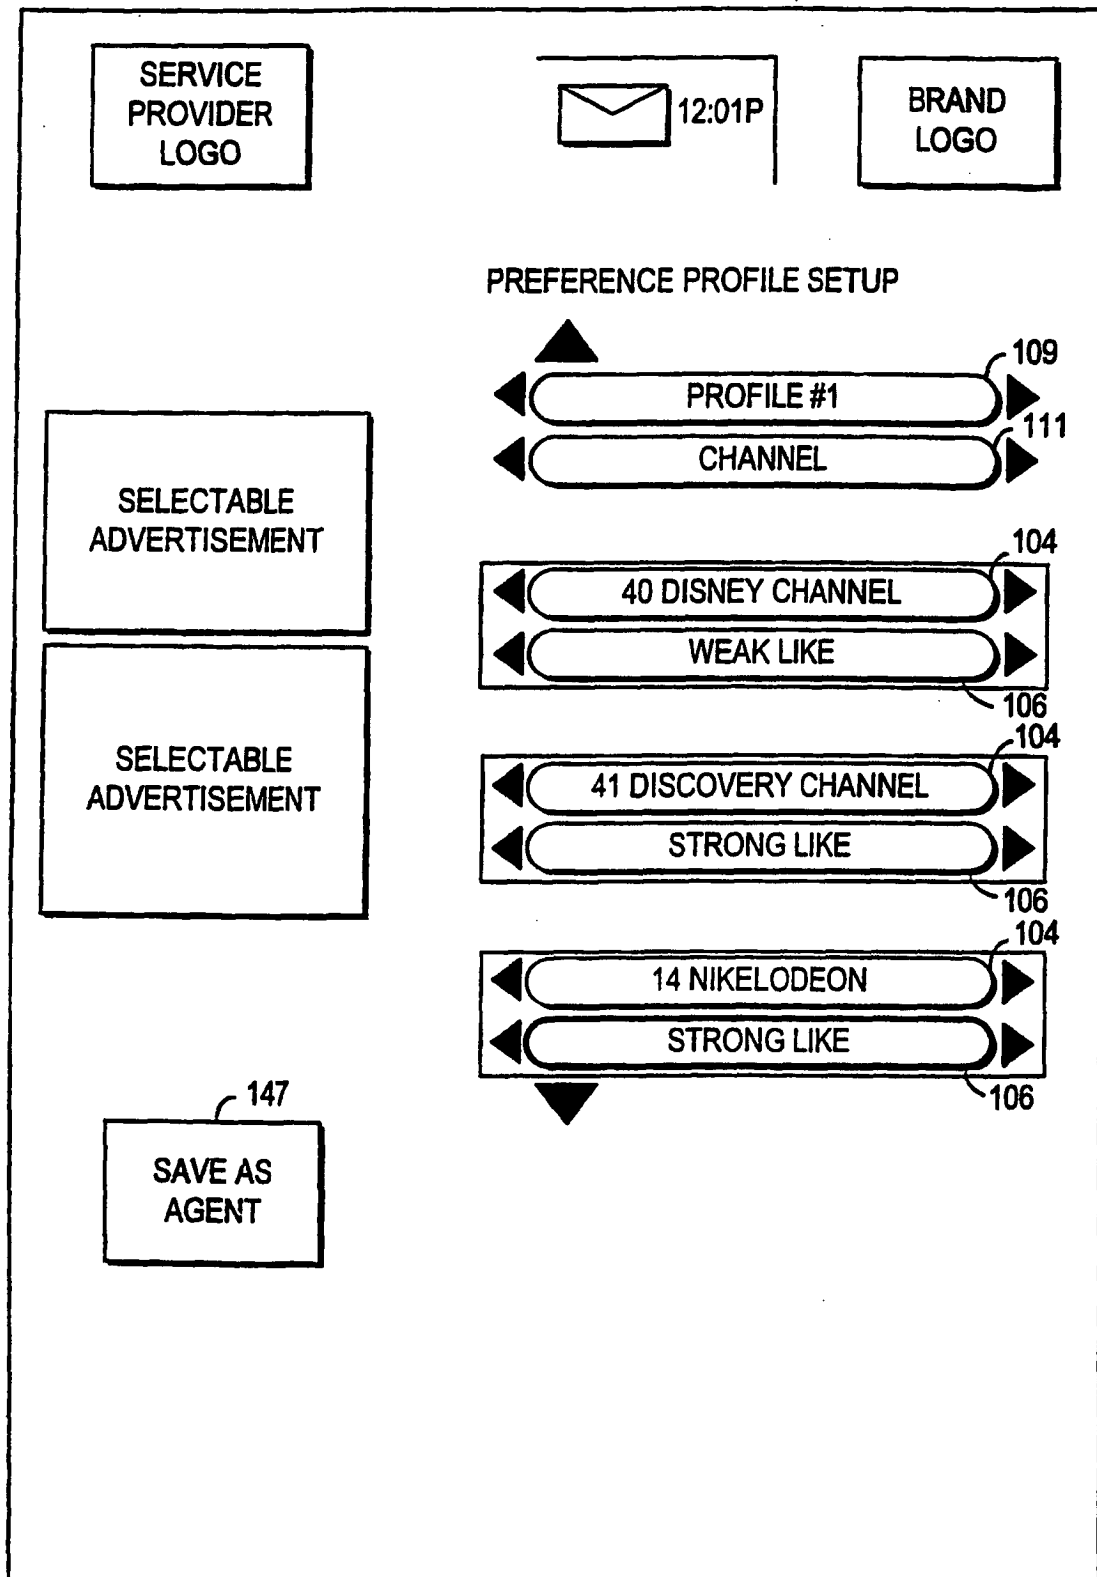 SERVICE
PROVIDER
LOGO
12:01P
BRAND
LOGO
PREFERENCE PROFILE SETUP
109
PROFILE #1
111
CHANNEL
SELECTABLE
ADVERTISEMENT
104
40 DISNEY CHANNEL
WEAK LIKE
106
SELECTABLE
ADVERTISEMENT
104
41 DISCOVERY CHANNEL
STRONG LIKE
106
104
14 NIKELODEON
STRONG LIKE
106
147
SAVE AS
AGENT